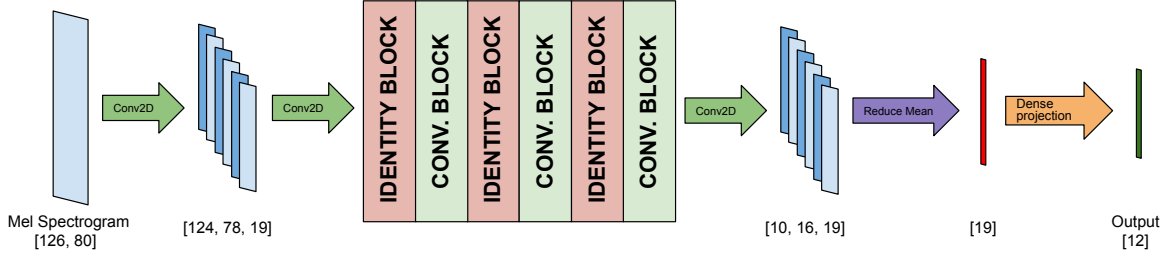 Conv2D
Conv2D
IDENTITY BLOCK
CONV. BLOCK
IDENTITY BLOCK
CONV. BLOCK
IDENTITY BLOCK
CONV. BLOCK
Conv2D
Reduce Mean
Dense
projection
Mel Spectrogram
[126, 80]
[124, 78, 19]
[10, 16, 19]
[19]
Output
[12]